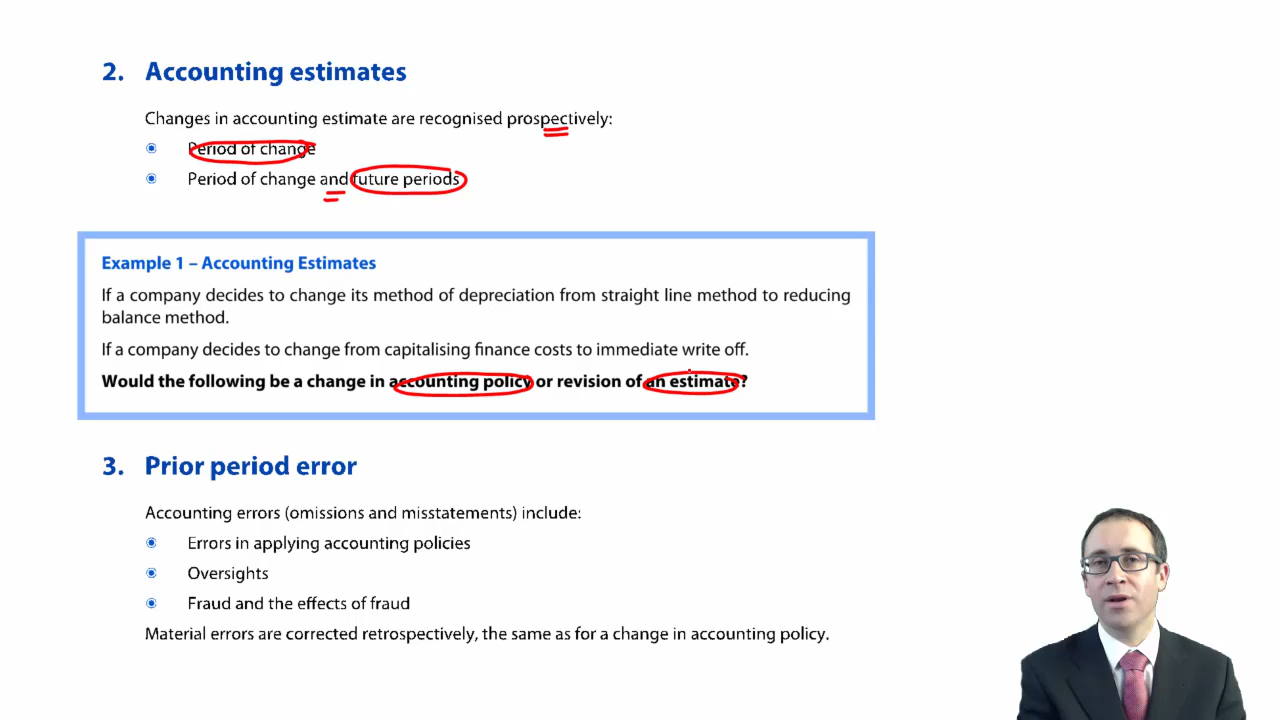 2. Accounting estimates
Changes in accounting estimate are recognised prospectively:
Period of change
Period of change and future periods
Example 1 – Accounting Estimates
If a company decides to change its method of depreciation from straight line method to reducing
balance method.
If a company decides to change from capitalising finance costs to immediate write off.
Would the following be a change in accounting policy or revision of an estimate?
3. Prior period error
Accounting errors (omissions and misstatements) include:
Errors in applying accounting policies
Oversights
Fraud and the effects of fraud
Material errors are corrected retrospectively, the same as for a change in accounting policy.